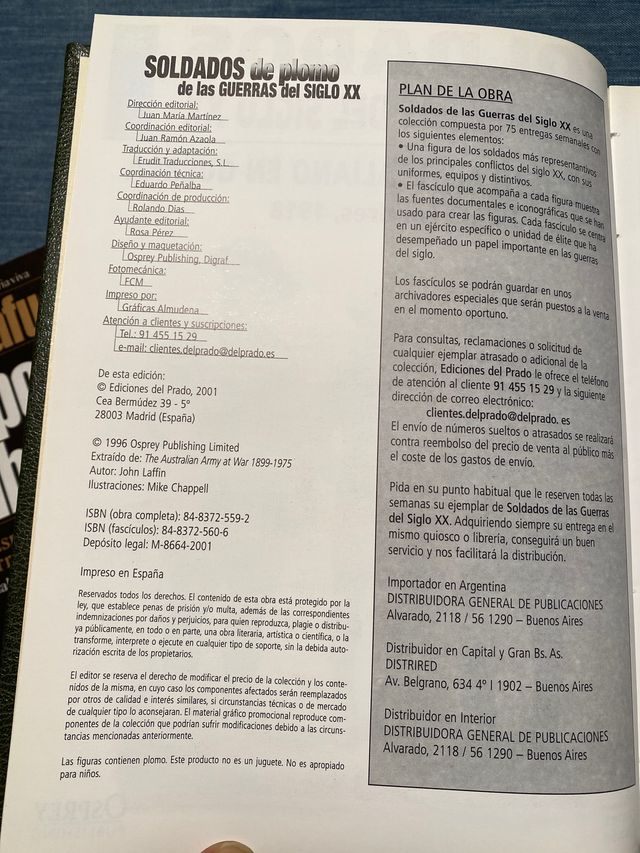 SOLDADOS de plomo
de las GUERRAS del SIGLO XX
Dirección editorial:
Juan María Martínez
Coordinación editorial:
Juan Ramón Azaola
Traducción y adaptación:
Erudit Traducciones, S.L.
Coordinación técnica:
Eduardo Peñalba
Coordinación de producción:
Rolando Dias
Ayudante editorial:
Rosa Pérez
Diseño y maquetación:
Osprey Publishing, Digraf
Fotomecánica:
FCM
Impreso por:
Gráficas Almudena
Atención a clientes y suscripciones:
Tel.: 91 455 15 29
e-mail: clientes.delprado@delprado.es
De esta edición:
© Ediciones del Prado, 2001
Cea Bermúdez 39 - 5º
28003 Madrid (España)
© 1996 Osprey Publishing Limited
Extraído de: The Australian Army at War 1899-1975
Autor: John Laffin
Ilustraciones: Mike Chappell
ISBN (obra completa): 84-8372-559-2
ISBN (fascículos): 84-8372-560-6
Depósito legal: M-8664-2001
Impreso en España
Reservados todos los derechos. El contenido de esta obra está protegido por la
ley, que establece penas de prisión y/o multa, además de las correspondientes
indemnizaciones por daños y perjuicios, para quien reproduzca, plagie o distribu-
ya públicamente, en todo o en parte, una obra literaria, artística o científica, o la
transforme, interprete o ejecute en cualquier tipo de soporte, sin la debida auto-
rización escrita de los propietarios.
El editor se reserva el derecho de modificar el precio de la colección y los conte-
nidos de la misma, en cuyo caso los componentes afectados serán reemplazados
por otros de calidad e interés similares, si circunstancias técnicas o de mercado
de cualquier tipo lo aconsejaran. El material gráfico promocional reproduce com-
ponentes de la colección que podrían sufrir modificaciones debido a las circuns-
tancias mencionadas anteriormente.
Las figuras contienen plomo. Este producto no es un juguete. No es apropiado
para niños.
PLAN DE LA OBRA
Soldados de las Guerras del Siglo XX es una
colección compuesta por 75 entregas semanales con
los siguientes elementos:
• Una figura de los soldados más representativos
de los principales conflictos del siglo XX, con sus
uniformes, equipos y distintivos.
• El fascículo que acompaña a cada figura muestra
las fuentes documentales e iconográficas que se han
usado para crear las figuras. Cada fascículo se centra
en un ejército específico o unidad de élite que ha
desempeñado un papel importante en las guerras
del siglo.
Los fascículos se podrán guardar en unos
archivadores especiales que serán puestos a la venta
en el momento oportuno.
Para consultas, reclamaciones o solicitud de
cualquier ejemplar atrasado o adicional de la
colección, Ediciones del Prado le ofrece el teléfono
de atención al cliente 91 455 15 29 y la siguiente
dirección de correo electrónico:
clientes.delprado@delprado. es
El envío de números sueltos o atrasados se realizará
contra reembolso del precio de venta al público más
el coste de los gastos de envío.
Pida en su punto habitual que le reserven todas las
semanas su ejemplar de Soldados de las Guerras
del Siglo XX. Adquiriendo siempre su entrega en el
mismo quiosco o librería, conseguirá un buen
servicio y nos facilitará la distribución.
Importador en Argentina
DISTRIBUIDORA GENERAL DE PUBLICACIONES
Alvarado, 2118 / 56 1290 – Buenos Aires
Distribuidor en Capital y Gran Bs. As.
DISTRIRED
Av. Belgrano, 634 4º I 1902 – Buenos Aires
Distribuidor en Interior
DISTRIBUIDORA GENERAL DE PUBLICACIONES
Alvarado, 2118 / 56 1290 – Buenos Aires